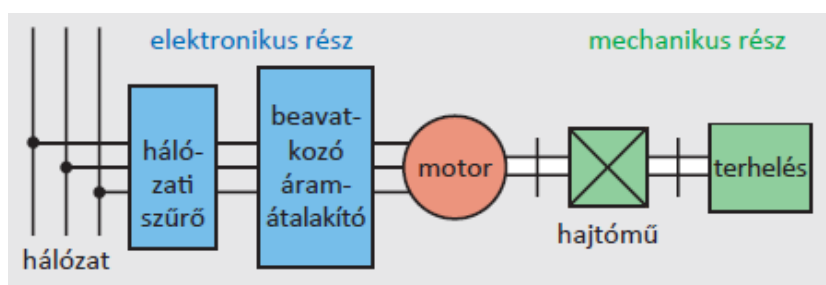 elektronikus rész
mechanikus rész
háló-
zati
szűrő
beavat-
kozó
áram-
átalakító
motor
terhelés
hajtómű
hálózat